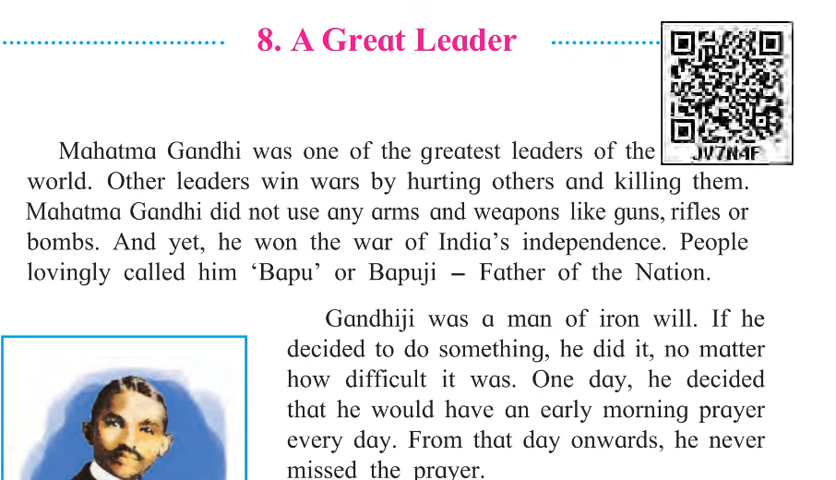 8. A Great Leader
JV7N4F
Mahatma Gandhi was one of the greatest leaders of the
world. Other leaders win wars by hurting others and killing them.
Mahatma Gandhi did not use any arms and weapons like guns, rifles or
bombs. And yet, he won the war of India’s independence. People
lovingly called him ‘Bapu’ or Bapuji – Father of the Nation.
Gandhiji was a man of iron will. If he
decided to do something, he did it, no matter
how difficult it was. One day, he decided
that he would have an early morning prayer
every day. From that day onwards, he never
missed the prayer.